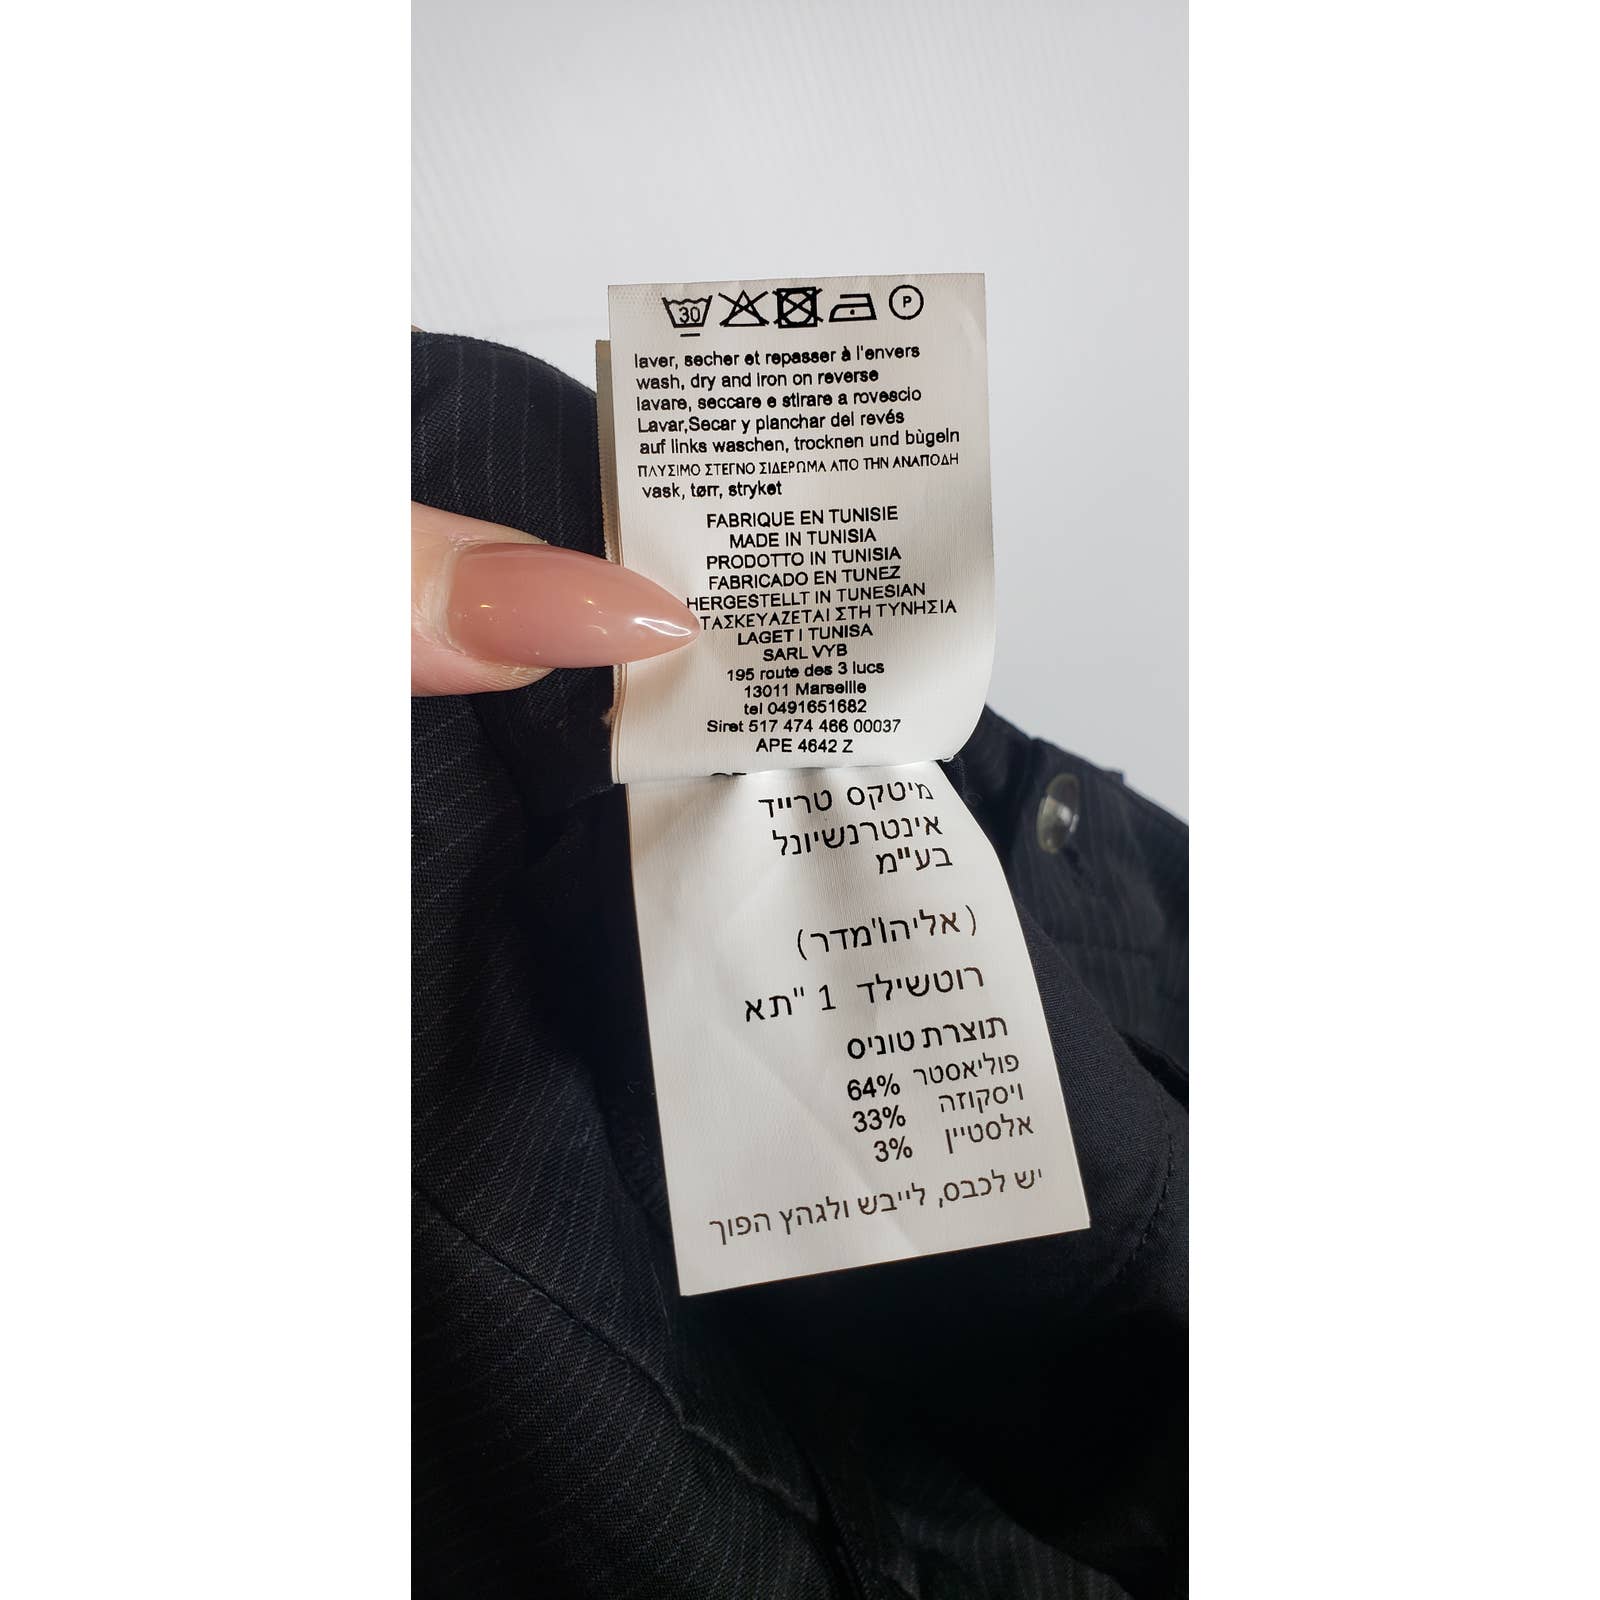 30 P
laver, secher et repasser à l'envers
wash, dry and iron on reverse
lavare, seccare e stirare a rovescio
Lavar,Secar y planchar del revés
auf links waschen, trocknen und bùgeln
ΠΛΥΣΙΜΟ ΣΤΕΓΝΟ ΣΙΔΕΡΩΜΑ ΑΠΟ ΤΗΝ ΑΝΑΠΟΔΗ
vask, tørr, stryket
FABRIQUE EN TUNISIE
MADE IN TUNISIA
PRODOTTO IN TUNISIA
FABRICADO EN TUNEZ
HERGESTELLT IN TUNESIAN
ΣΤΗ ΤΥΝΗΣΙΑ
LAGET I TUNISA
SARL VYB
195 route des 3 lucs
13011 Marseille
tel 0491651682
Siret 517 474 466 00037
APE 4642 Z
מיטקס טרייד
אינטרנשיונל
בע"מ
(אליהו'מדר)
רוטשילד 1 "תא
תוצרת טוניס
פוליאסטר 64%
ויסקוזה 33%
אלסטיין 3%
יש לכבס, לייבש ולגהץ הפוך